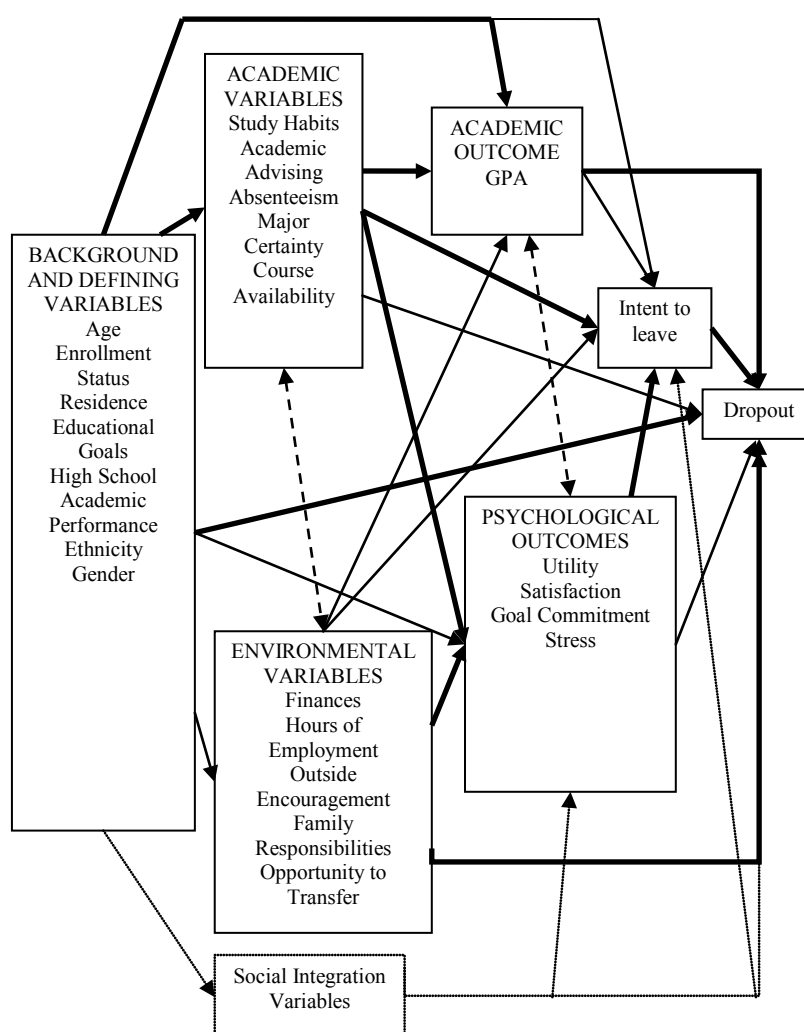 ACADEMIC
VARIABLES
Study Habits
Academic
Advising
Absenteeism
Major
Certainty
Course
Availability
ACADEMIC
OUTCOME
GPA
BACKGROUND
AND DEFINING
VARIABLES
Age
Enrollment
Status
Residence
Educational
Goals
High School
Academic
Performance
Ethnicity
Gender
Intent to
leave
Dropout
PSYCHOLOGICAL
OUTCOMES
Utility
Satisfaction
Goal Commitment
Stress
ENVIRONMENTAL
VARIABLES
Finances
Hours of
Employment
Outside
Encouragement
Family
Responsibilities
Opportunity to
Transfer
Social Integration
Variables